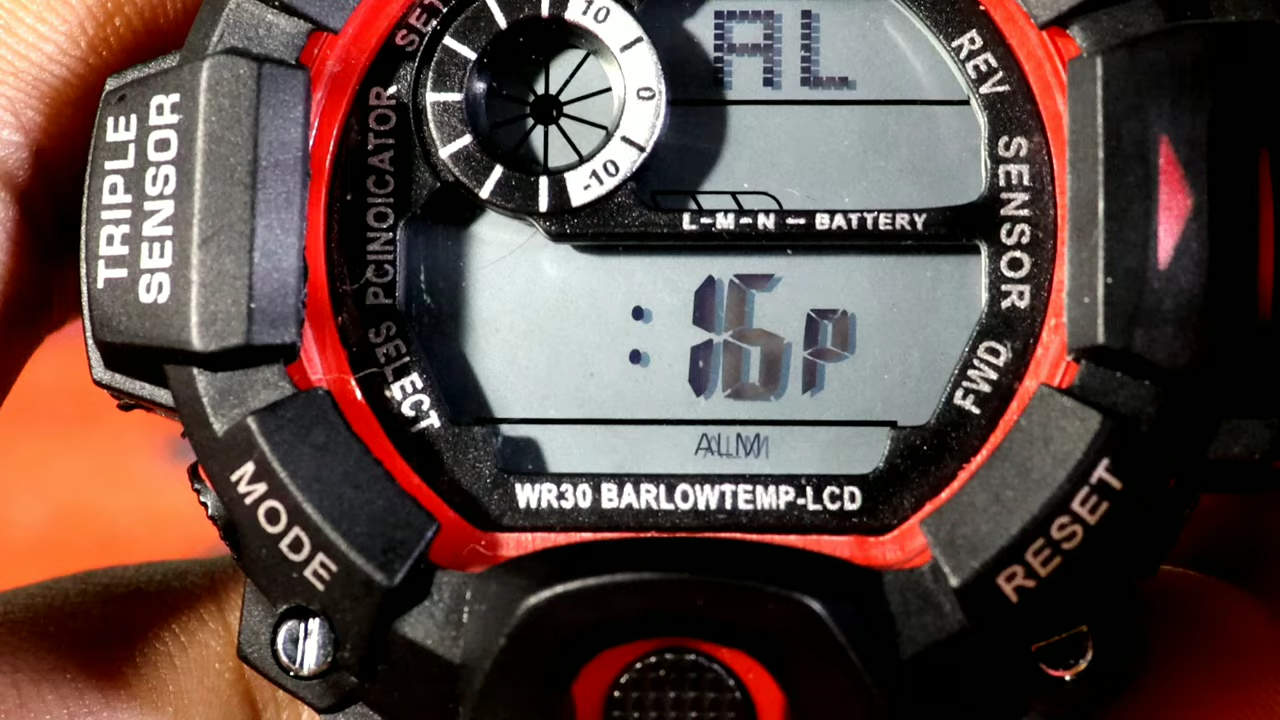 10
0
-10
AL
REV
SENSOR
FWD
L-M-N - BATTERY
TRIPLE
SENSOR
SET
PCINOICATOR
:16P
ALM
WR30 BARLOWTEMP-LCD
MODE
RESET